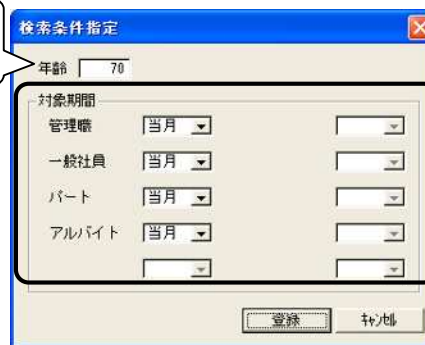 検索条件指定
年齢 70
対象期間
管理職 当月
一般社員 当月
パート 当月
アルバイト 当月
登録 ｷｬﾝｾﾙ